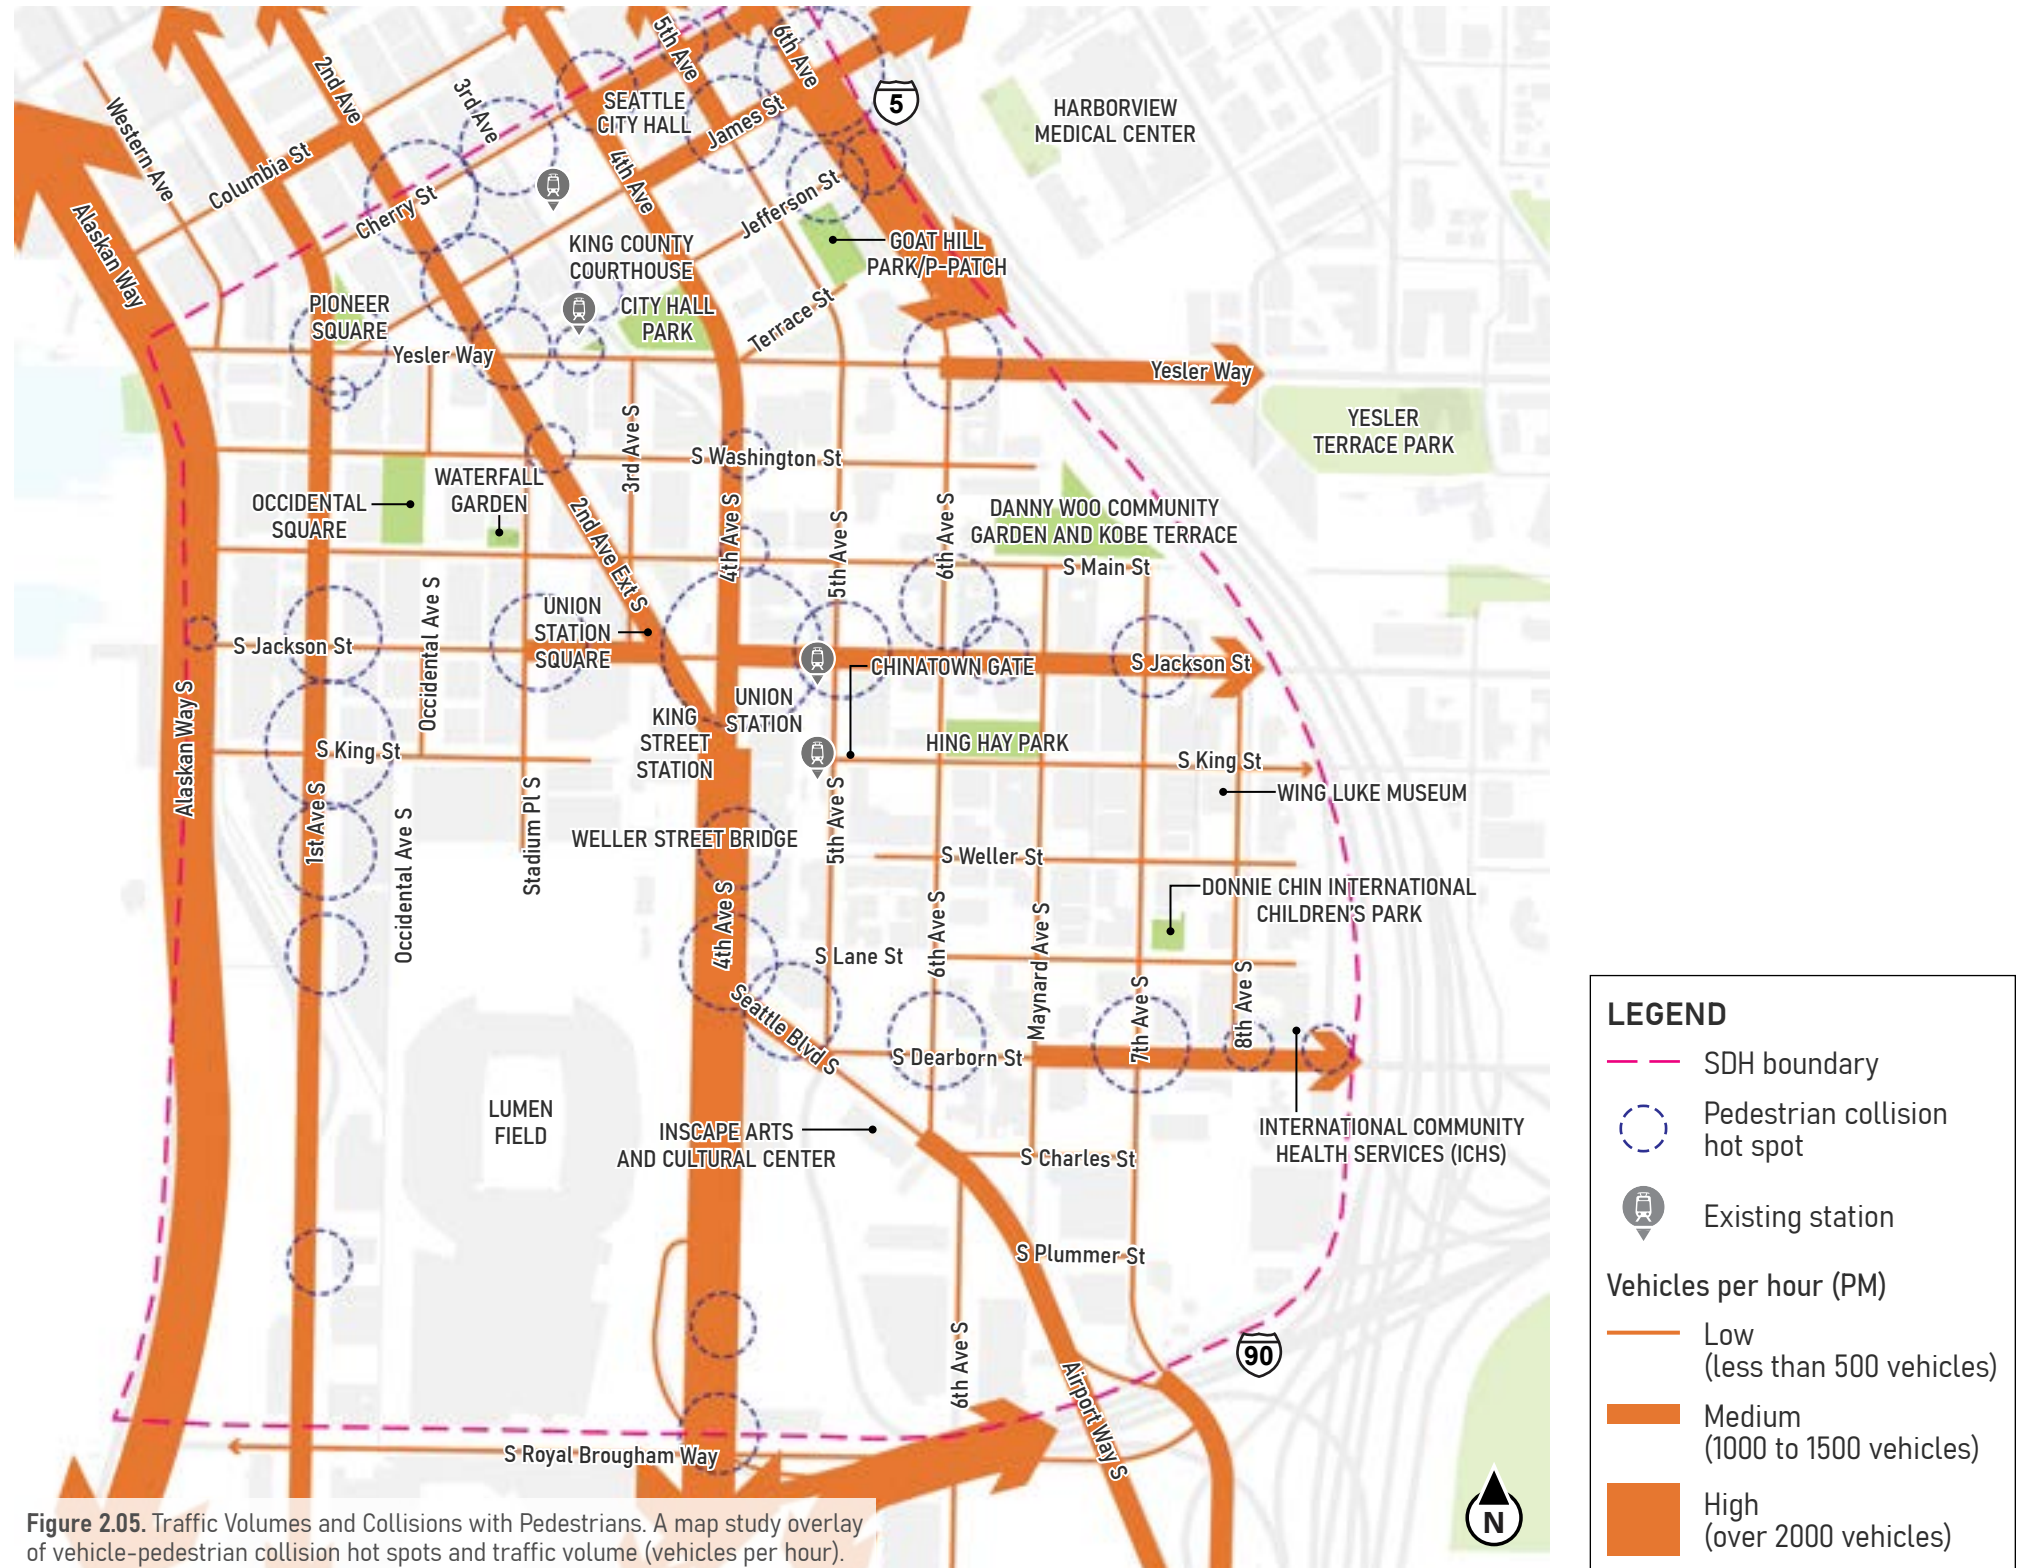 5th Ave
6th Ave
2nd Ave
3rd Ave
Western Ave
SEATTLE
CITY HALL
James St
5
HARBORVIEW
MEDICAL CENTER
Columbia St
4th Ave
Cherry St
Jefferson St
Alaskan Way
KING COUNTY
COURTHOUSE
GOAT HILL
PARK/P-PATCH
PIONEER
SQUARE
CITY HALL
PARK
Terrace St
Yesler Way
Yesler Way
YESLER
TERRACE PARK
3rd Ave S
S Washington St
WATERFALL
GARDEN
OCCIDENTAL
SQUARE
2nd Ave Ext S
4th Ave S
5th Ave S
6th Ave S
DANNY WOO COMMUNITY
GARDEN AND KOBE TERRACE
S Main St
Occidental Ave S
UNION
STATION
SQUARE
S Jackson St
CHINATOWN GATE
S Jackson St
Alaskan Way S
UNION
STATION
KING
STREET
STATION
S King St
HING HAY PARK
S King St
WING LUKE MUSEUM
1st Ave S
Occidental Ave S
Stadium Pl S
WELLER STREET BRIDGE
5th Ave S
S Weller St
DONNIE CHIN INTERNATIONAL
CHILDREN'S PARK
4th Ave S
S Lane St
6th Ave S
Maynard Ave S
7th Ave S
8th Ave S
Seattle Blvd S
S Dearborn St
LUMEN
FIELD
INSCAPE ARTS
AND CULTURAL CENTER
INTERNATIONAL COMMUNITY
HEALTH SERVICES (ICHS)
S Charles St
S Plummer St
6th Ave S
Airport Way S
90
S Royal Brougham Way
N
Figure 2.05. Traffic Volumes and Collisions with Pedestrians. A map study overlay
of vehicle-pedestrian collision hot spots and traffic volume (vehicles per hour).
LEGEND
SDH boundary
Pedestrian collision
hot spot
Existing station
Vehicles per hour (PM)
Low
(less than 500 vehicles)
Medium
(1000 to 1500 vehicles)
High
(over 2000 vehicles)